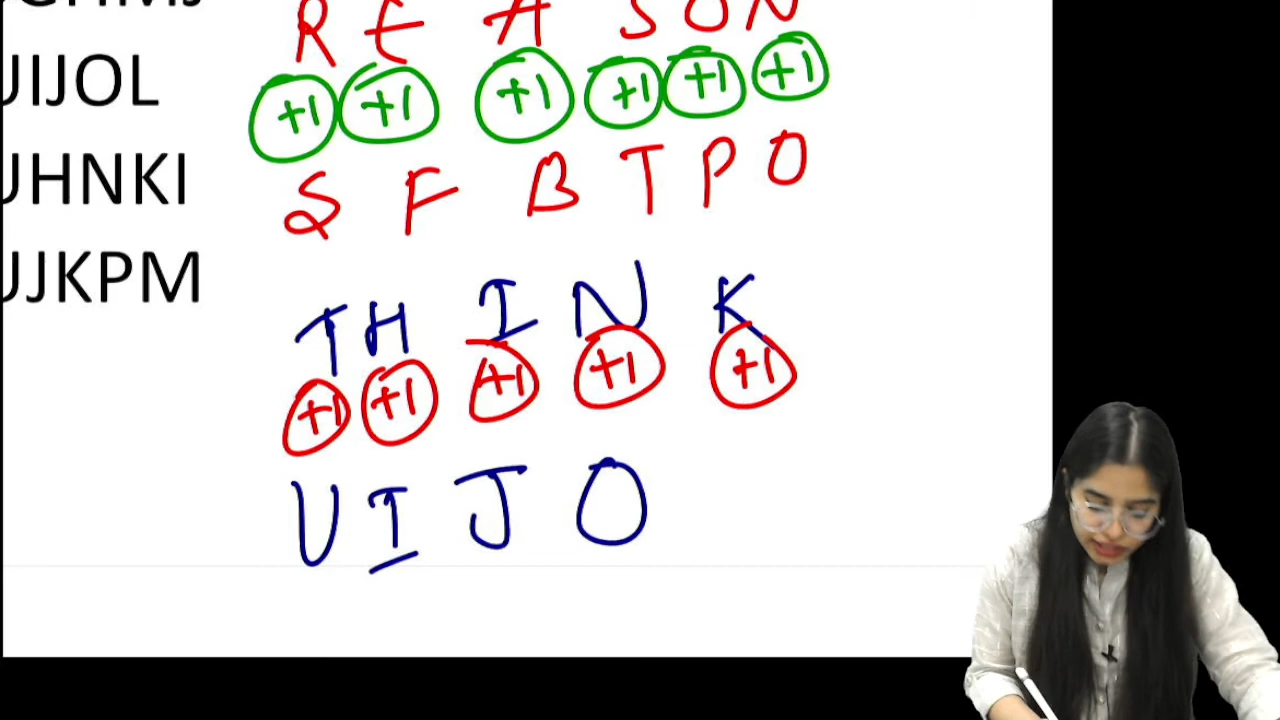 R E A S O N
UIJOL
+1 +1 +1 +1 +1 +1
UHNKI
S F B T P O
UJKPM
T H I N K
+1 +1 +1 +1 +1
U I J O